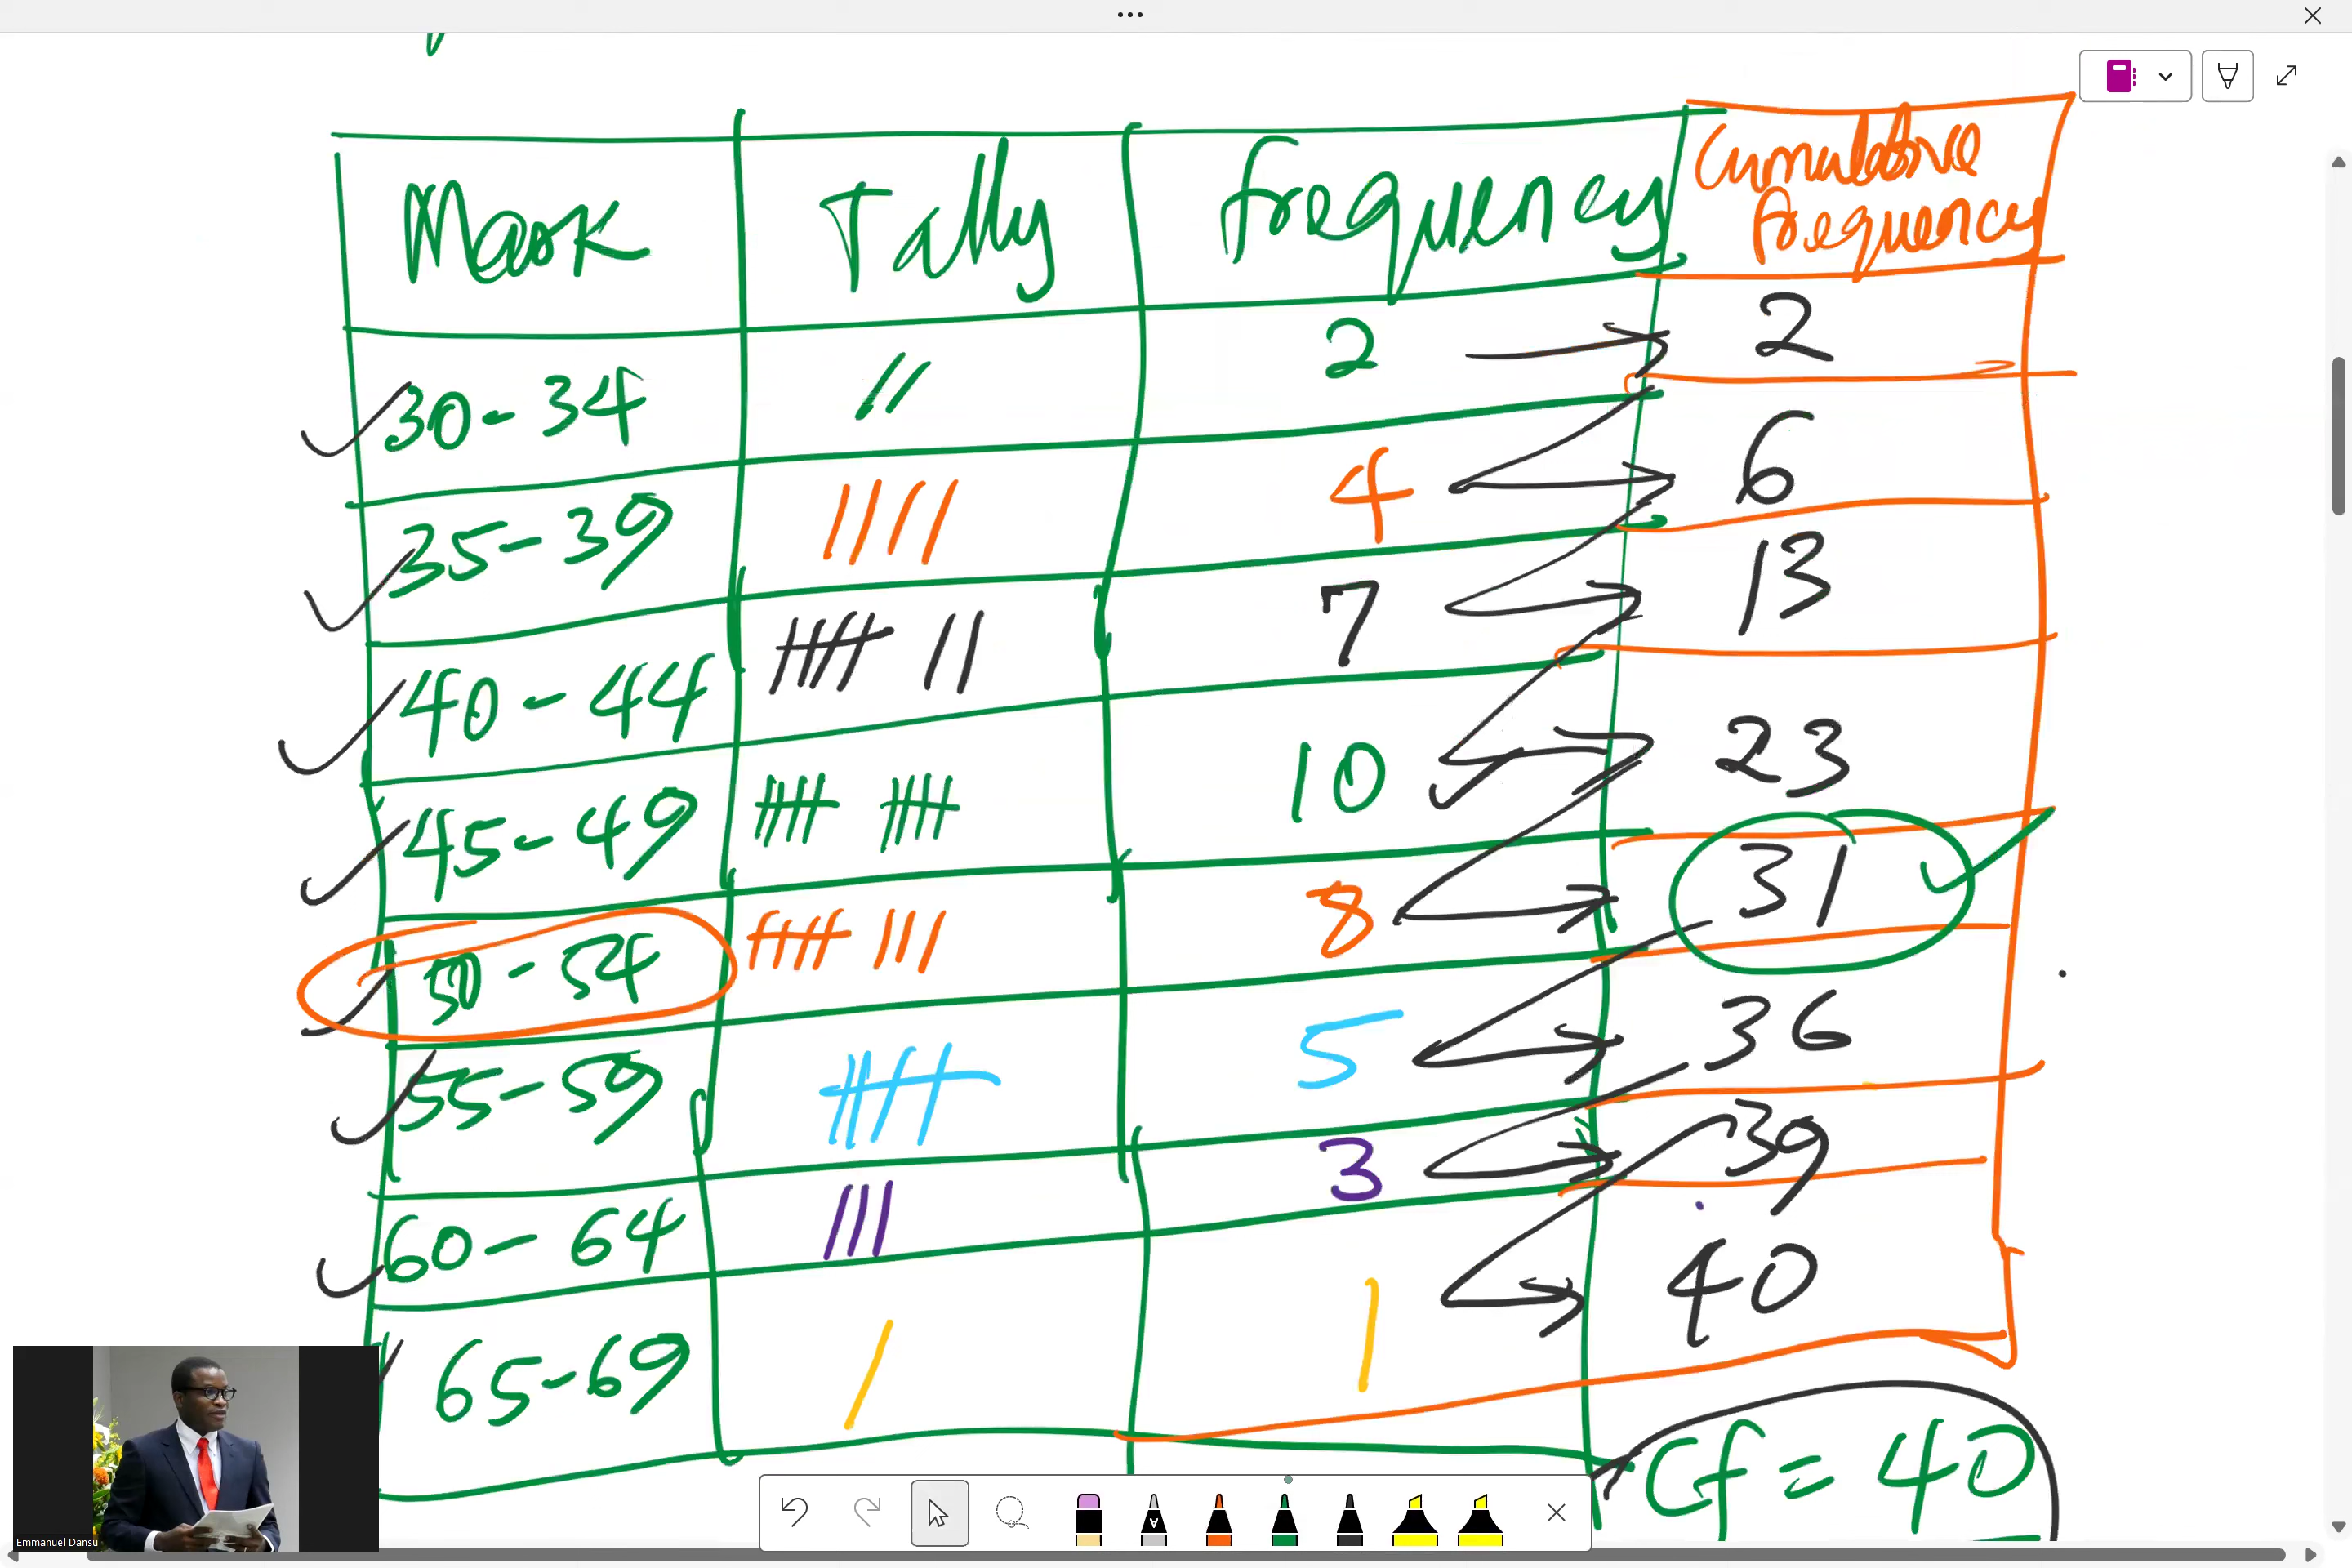 Mark Tally frequency Cumulative frequency
30-34 // 2 2
35-39 //// 4 6
40-44 //// // 7 13
45-49 //// //// 10 23
50-54 //// /// 8 31
55-59 //// 5 36
60-64 /// 3 39
65-69 / 1 40
Cf = 40
Emmanuel Dansu